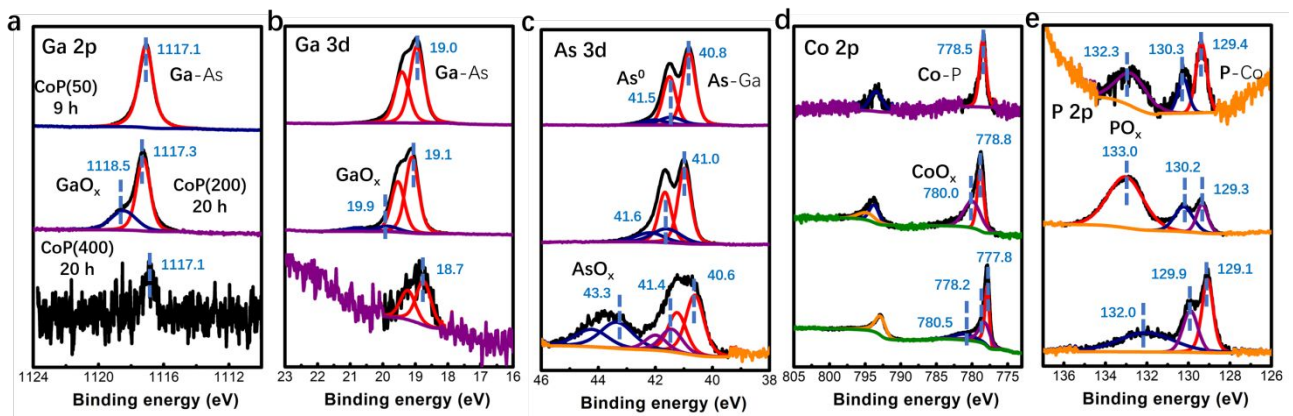 a
Ga 2p
1117.1
Ga-As
CoP(50)
9 h
1118.5
1117.3
GaOx
CoP(200)
20 h
CoP(400)
20 h
1117.1
1124 1120 1116 1112
Binding energy (eV)
b
Ga 3d
19.0
Ga-As
GaOx
19.1
19.9
18.7
23 22 21 20 19 18 17 16
Binding energy (eV)
c
As 3d
40.8
As0
As-Ga
41.5
41.0
41.6
AsOx
43.3
41.4
40.6
46 44 42 40 38
Binding energy (eV)
d
Co 2p
778.5
Co-P
778.8
CoOx
780.0
777.8
778.2
780.5
805 800 795 790 780 775
Binding energy (eV)
e
132.3
130.3
129.4
P-Co
P 2p
POx
133.0
130.2
129.3
129.9
129.1
132.0
136 134 132 130 128 126
Binding energy (eV)